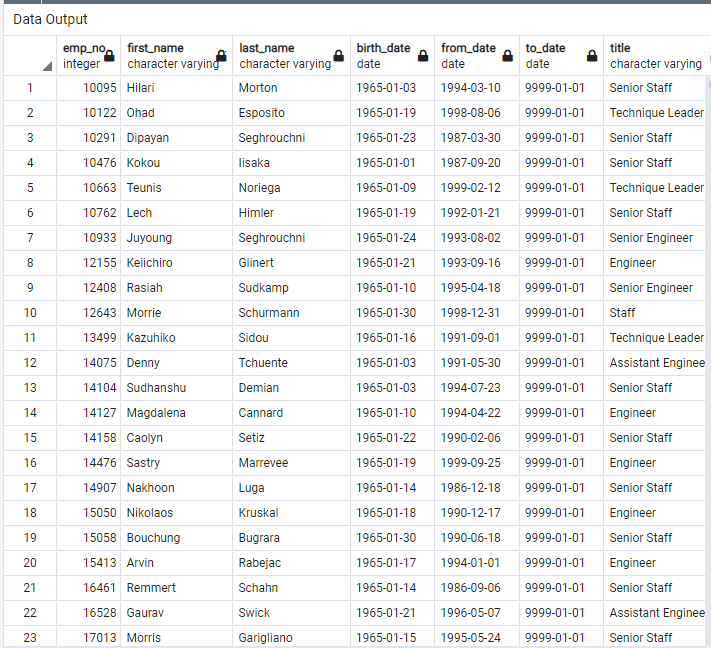 Data Output
emp_no integer first_name character varying last_name character varying birth_date date from_date date to_date date title character varying
1 10095 Hilari Morton 1965-01-03 1994-03-10 9999-01-01 Senior Staff
2 10122 Ohad Esposito 1965-01-19 1998-08-06 9999-01-01 Technique Leader
3 10291 Dipayan Seghrouchni 1965-01-23 1987-03-30 9999-01-01 Senior Staff
4 10476 Kokou Iisaka 1965-01-01 1987-09-20 9999-01-01 Senior Staff
5 10663 Teunis Noriega 1965-01-09 1999-02-12 9999-01-01 Technique Leader
6 10762 Lech Himler 1965-01-19 1992-01-21 9999-01-01 Senior Staff
7 10933 Juyoung Seghrouchni 1965-01-24 1993-08-02 9999-01-01 Senior Engineer
8 12155 Keiichiro Glinert 1965-01-21 1993-09-16 9999-01-01 Engineer
9 12408 Rasiah Sudkamp 1965-01-10 1995-04-18 9999-01-01 Senior Engineer
10 12643 Morrie Schurmann 1965-01-30 1998-12-31 9999-01-01 Staff
11 13499 Kazuhiko Sidou 1965-01-16 1991-09-01 9999-01-01 Technique Leader
12 14075 Denny Tchuente 1965-01-03 1991-05-30 9999-01-01 Assistant Enginee
13 14104 Sudhanshu Demian 1965-01-03 1994-07-23 9999-01-01 Senior Staff
14 14127 Magdalena Cannard 1965-01-10 1994-04-22 9999-01-01 Engineer
15 14158 Caolyn Setiz 1965-01-22 1990-02-06 9999-01-01 Senior Staff
16 14476 Sastry Marrevee 1965-01-19 1999-09-25 9999-01-01 Engineer
17 14907 Nakhoon Luga 1965-01-14 1986-12-18 9999-01-01 Senior Staff
18 15050 Nikolaos Kruskal 1965-01-18 1990-12-17 9999-01-01 Engineer
19 15058 Bouchung Bugrara 1965-01-30 1990-06-18 9999-01-01 Senior Staff
20 15413 Arvin Rabejac 1965-01-17 1994-01-01 9999-01-01 Engineer
21 16461 Remmert Schahn 1965-01-14 1986-09-06 9999-01-01 Senior Staff
22 16528 Gaurav Swick 1965-01-21 1996-05-07 9999-01-01 Assistant Enginee
23 17013 Morris Garigliano 1965-01-15 1995-05-24 9999-01-01 Senior Staff